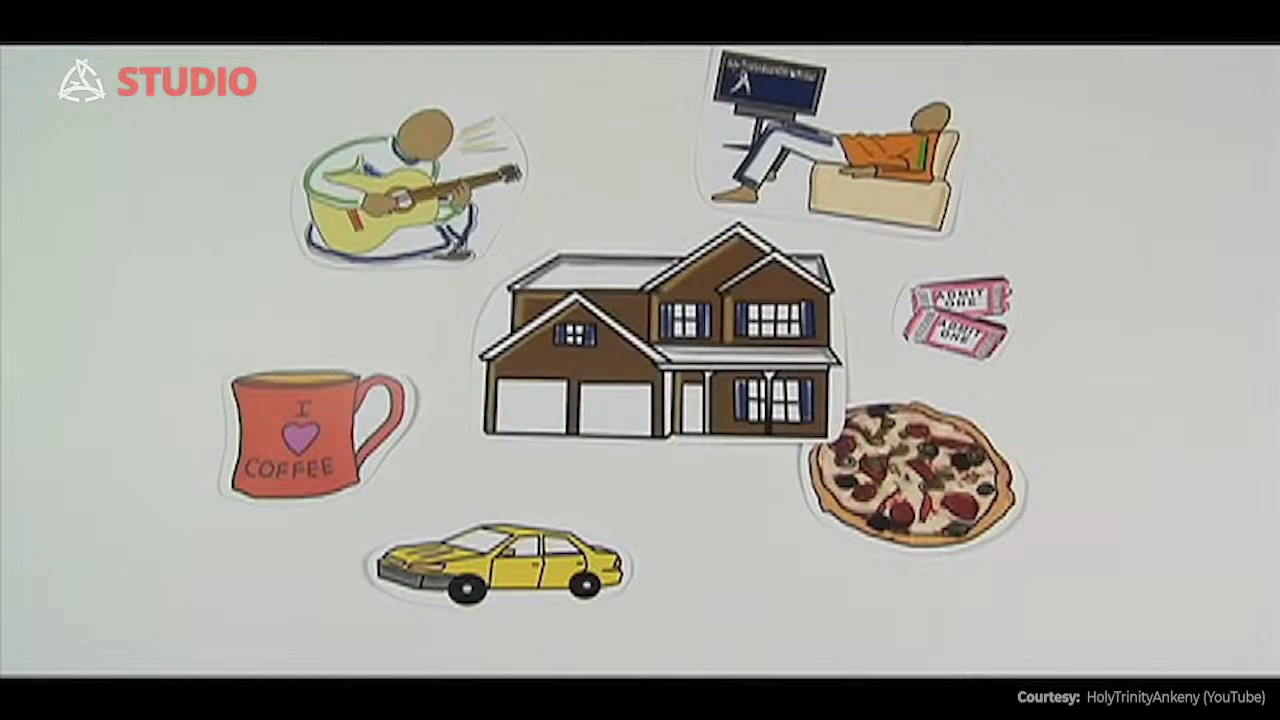 STUDIO
ADMIT
ONE
ADMIT
ONE
I
COFFEE
Courtesy: HolyTrinityAnkeny (YouTube)